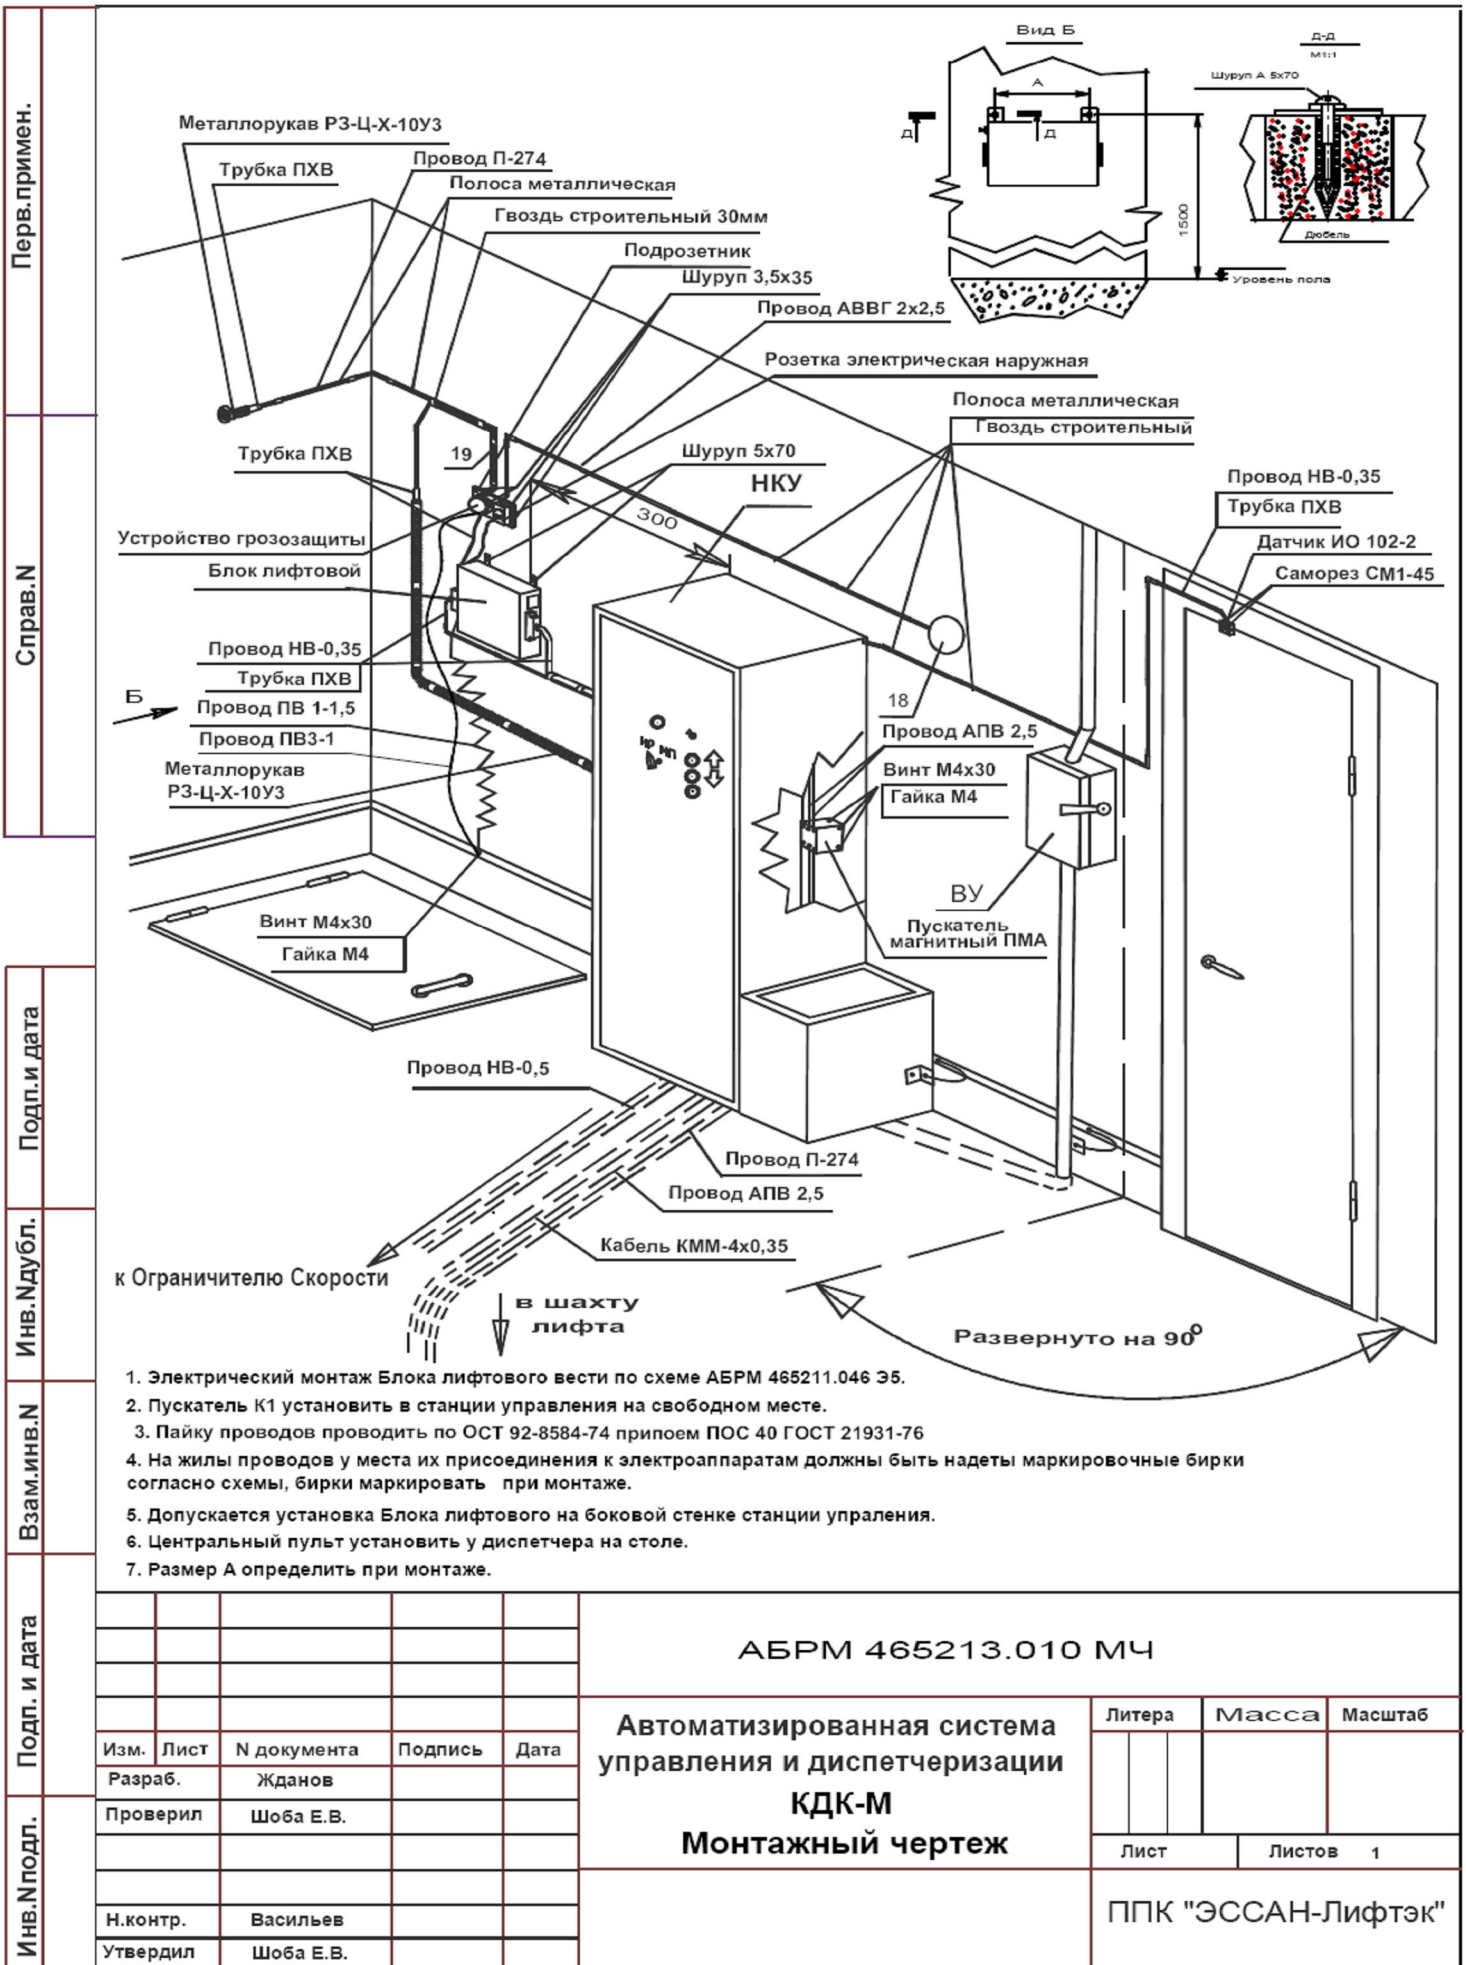 Перв.примен.
Справ.N
Подп.и дата
Инв.Nдубл.
Взам.инв.N
Подп. и дата
Инв.Nподл.
Вид Б
А
Д
Д
1500
Уровень пола
Д-Д
М1:1
Шуруп А 5х70
Дюбель
Металлорукав РЗ-Ц-Х-10У3
Трубка ПХВ
Провод П-274
Полоса металлическая
Гвоздь строительный 30мм
Подрозетник
Шуруп 3,5х35
Провод АВВГ 2х2,5
Розетка электрическая наружная
Полоса металлическая
Гвоздь строительный
Трубка ПХВ
19
Шуруп 5х70
НКУ
300
Провод НВ-0,35
Трубка ПХВ
Датчик ИО 102-2
Саморез СМ1-45
Устройство грозозащиты
Блок лифтовой
Провод НВ-0,35
Трубка ПХВ
Б
Провод ПВ 1-1,5
Провод ПВ3-1
Металлорукав
РЗ-Ц-Х-10У3
НР НП
18
Провод АПВ 2,5
Винт М4х30
Гайка М4
ВУ
Пускатель
магнитный ПМА
Винт М4х30
Гайка М4
Провод НВ-0,5
Провод П-274
Провод АПВ 2,5
Кабель КММ-4х0,35
к Ограничителю Скорости
в шахту
лифта
Развернуто на 90°
1. Электрический монтаж Блока лифтового вести по схеме АБРМ 465211.046 Э5.
2. Пускатель К1 установить в станции управления на свободном месте.
3. Пайку проводов проводить по ОСТ 92-8584-74 припоем ПОС 40 ГОСТ 21931-76
4. На жилы проводов у места их присоединения к электроаппаратам должны быть надеты маркировочные бирки
согласно схемы, бирки маркировать при монтаже.
5. Допускается установка Блока лифтового на боковой стенке станции упраления.
6. Центральный пульт установить у диспетчера на столе.
7. Размер А определить при монтаже.
АБРМ 465213.010 МЧ
Изм. Лист N документа Подпись Дата
Разраб. Жданов
Проверил Шоба Е.В.
Н.контр. Васильев
Утвердил Шоба Е.В.
Автоматизированная система
управления и диспетчеризации
КДК-М
Монтажный чертеж
Литера Масса Масштаб
Лист Листов 1
ППК "ЭССАН-Лифтэк"